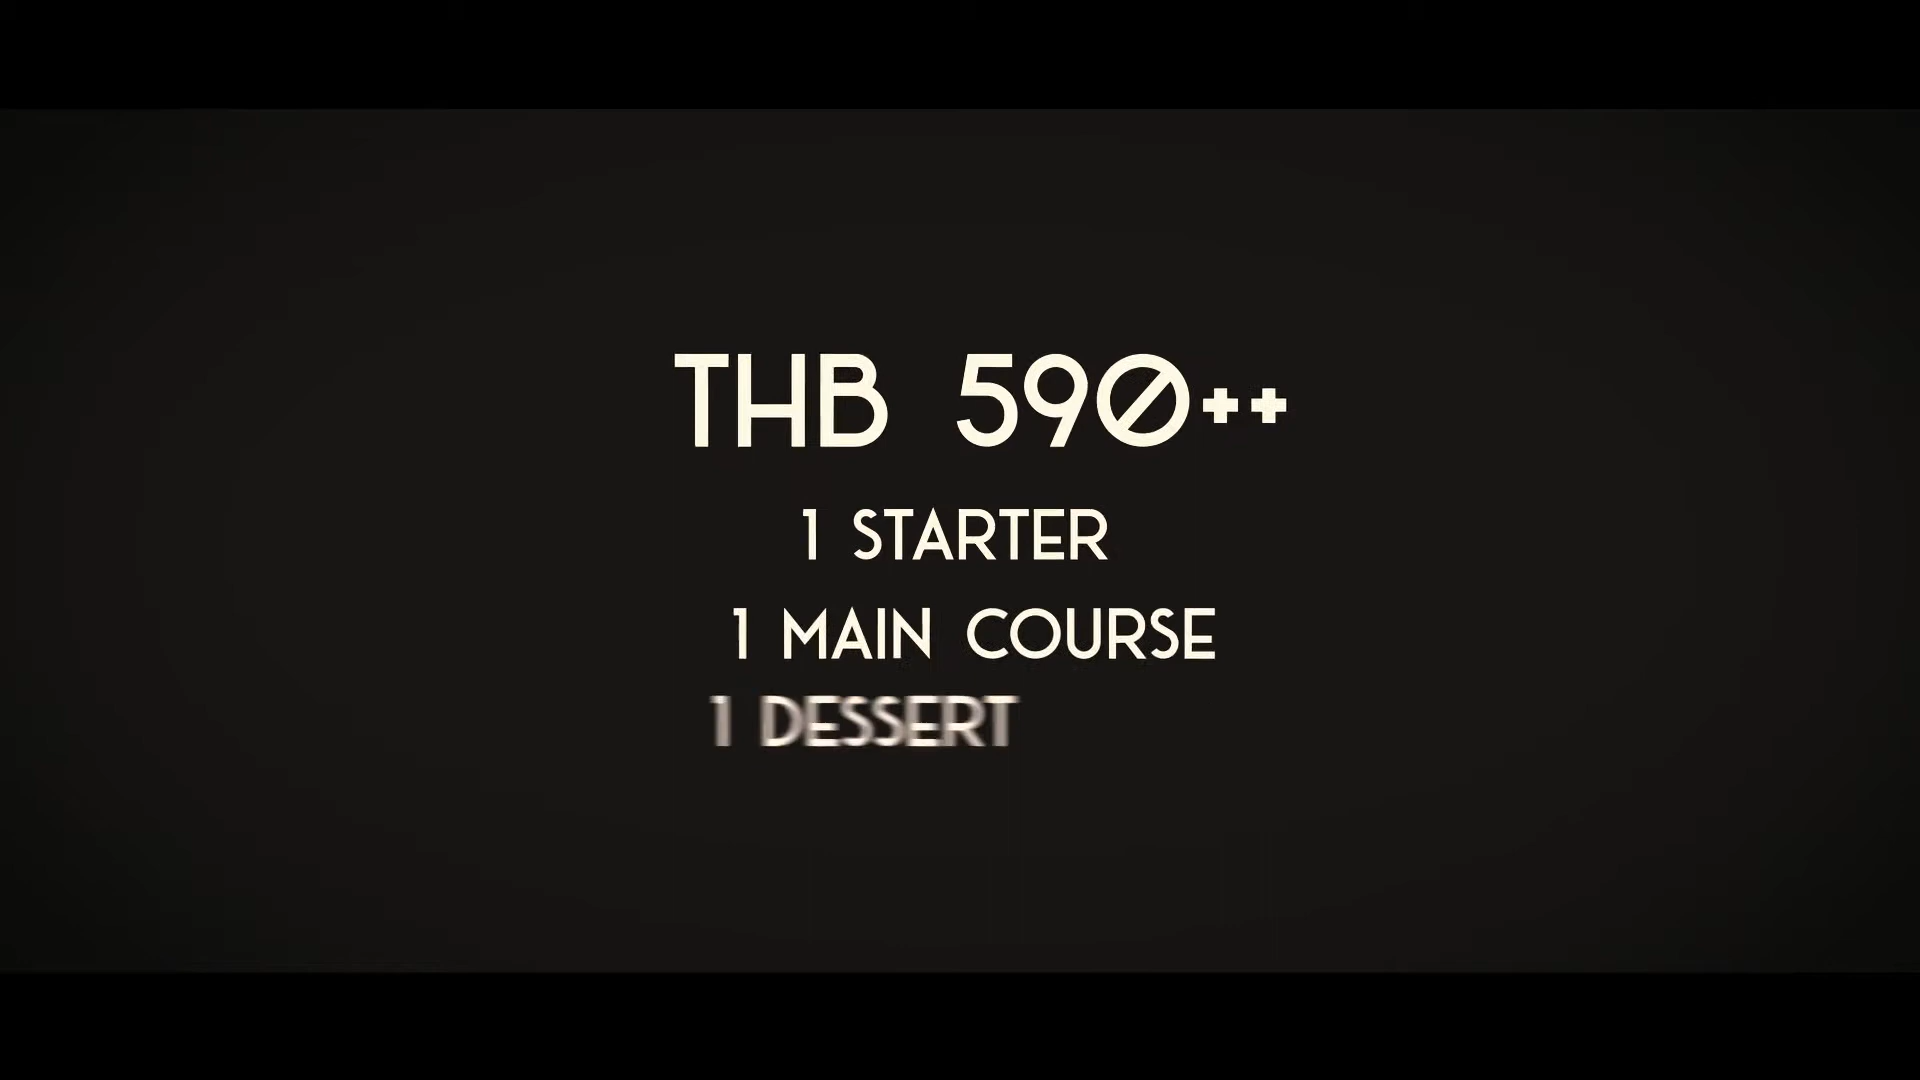 THB 590++
1 STARTER
1 MAIN COURSE
1 DESSERT